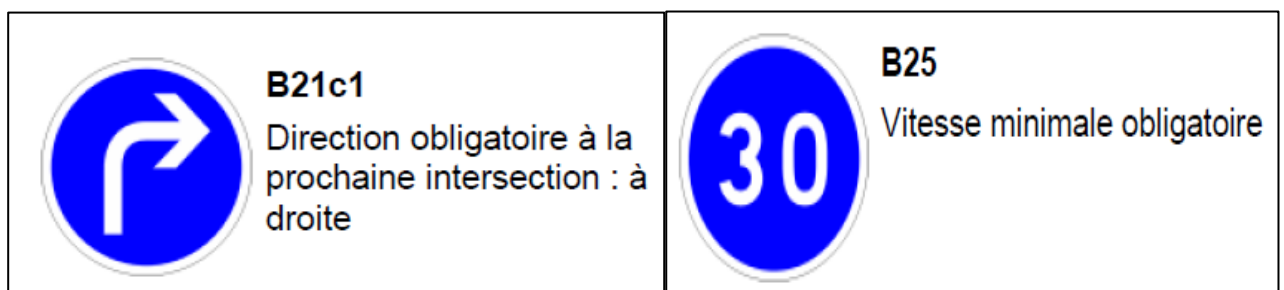 B21c1
Direction obligatoire à la
prochaine intersection : à
droite
30
B25
Vitesse minimale obligatoire